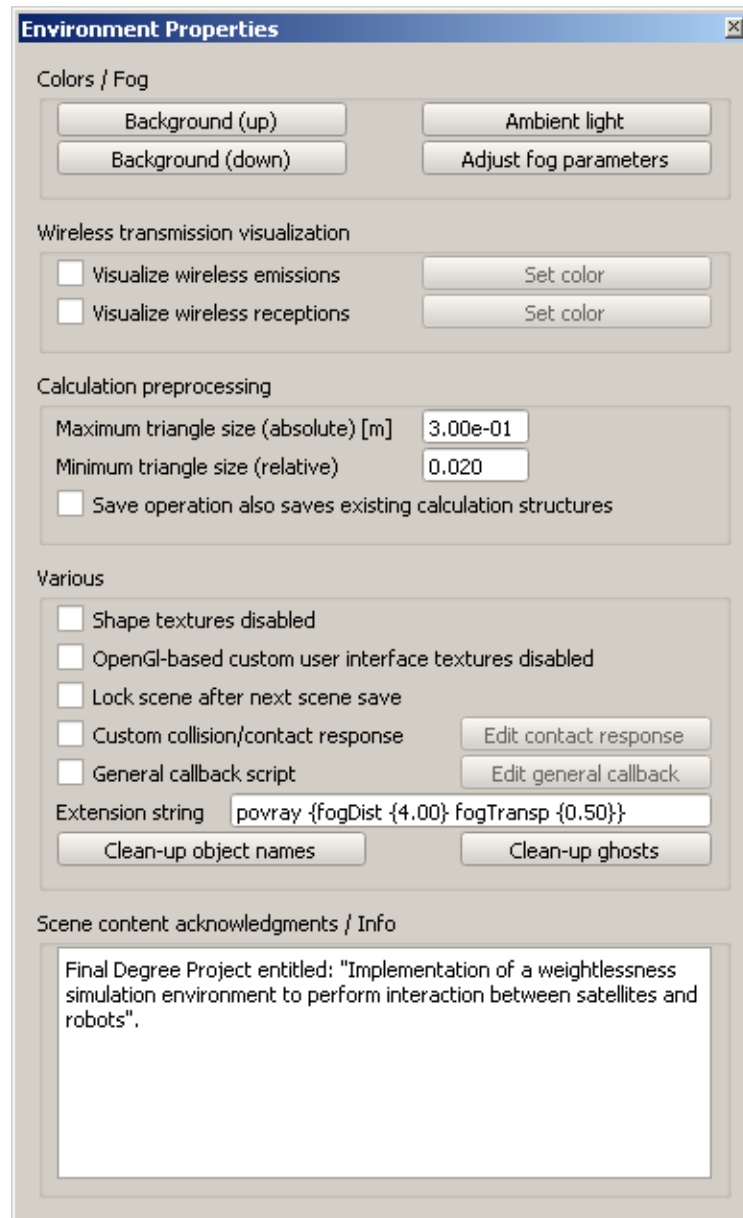 Environment Properties
Colors / Fog
Background (up) Ambient light
Background (down) Adjust fog parameters
Wireless transmission visualization
Visualize wireless emissions Set color
Visualize wireless receptions Set color
Calculation preprocessing
Maximum triangle size (absolute) [m] 3.00e-01
Minimum triangle size (relative) 0.020
Save operation also saves existing calculation structures
Various
Shape textures disabled
OpenGl-based custom user interface textures disabled
Lock scene after next scene save
Custom collision/contact response Edit contact response
General callback script Edit general callback
Extension string povray {fogDist {4.00} fogTransp {0.50}}
Clean-up object names Clean-up ghosts
Scene content acknowledgments / Info
Final Degree Project entitled: "Implementation of a weightlessness
simulation environment to perform interaction between satellites and
robots".